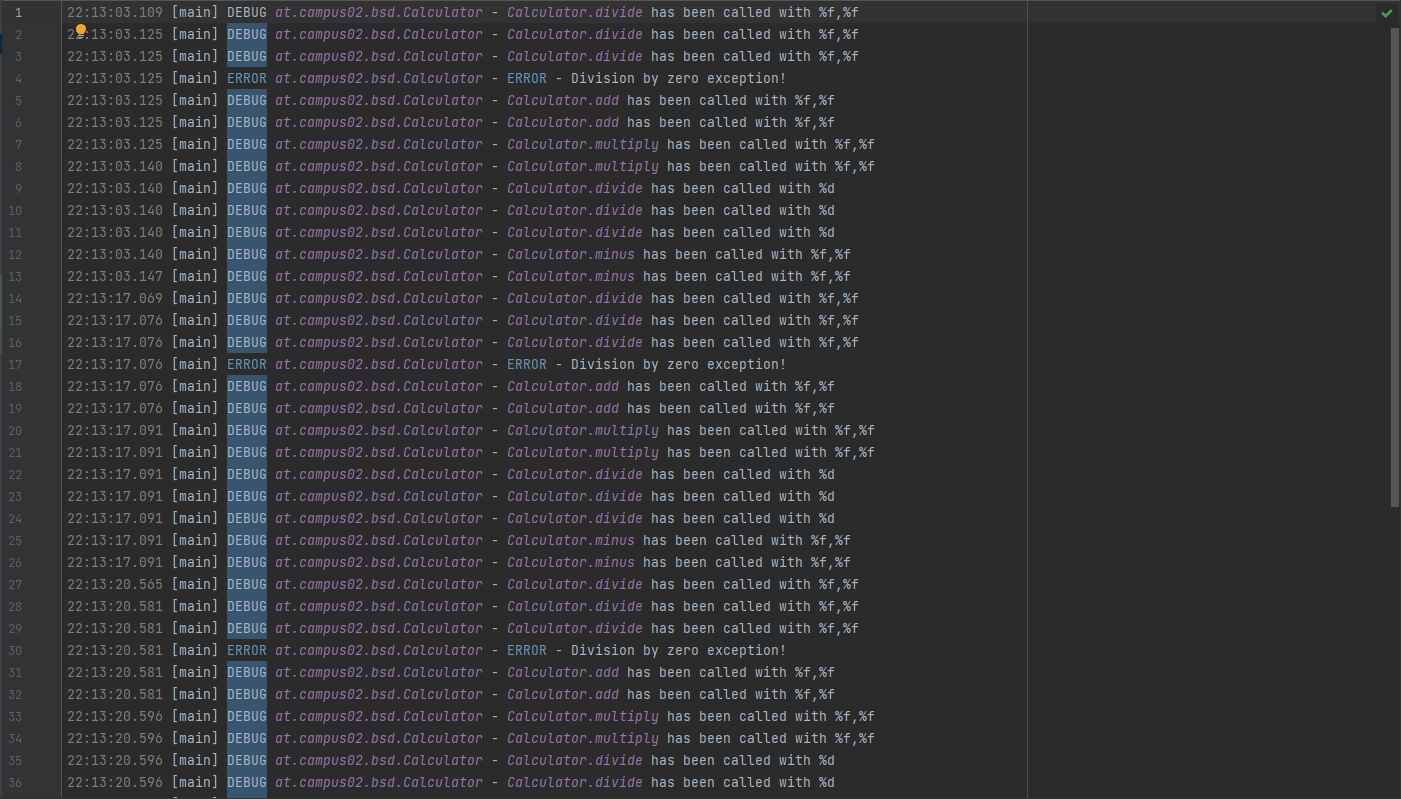 1 22:13:03.109 [main] DEBUG at.campus02.bsd.Calculator - Calculator.divide has been called with %f,%f
2 22:13:03.125 [main] DEBUG at.campus02.bsd.Calculator - Calculator.divide has been called with %f,%f
3 22:13:03.125 [main] DEBUG at.campus02.bsd.Calculator - Calculator.divide has been called with %f,%f
4 22:13:03.125 [main] ERROR at.campus02.bsd.Calculator - ERROR - Division by zero exception!
5 22:13:03.125 [main] DEBUG at.campus02.bsd.Calculator - Calculator.add has been called with %f,%f
6 22:13:03.125 [main] DEBUG at.campus02.bsd.Calculator - Calculator.add has been called with %f,%f
7 22:13:03.125 [main] DEBUG at.campus02.bsd.Calculator - Calculator.multiply has been called with %f,%f
8 22:13:03.140 [main] DEBUG at.campus02.bsd.Calculator - Calculator.multiply has been called with %f,%f
9 22:13:03.140 [main] DEBUG at.campus02.bsd.Calculator - Calculator.divide has been called with %d
10 22:13:03.140 [main] DEBUG at.campus02.bsd.Calculator - Calculator.divide has been called with %d
11 22:13:03.140 [main] DEBUG at.campus02.bsd.Calculator - Calculator.divide has been called with %d
12 22:13:03.140 [main] DEBUG at.campus02.bsd.Calculator - Calculator.minus has been called with %f,%f
13 22:13:03.147 [main] DEBUG at.campus02.bsd.Calculator - Calculator.minus has been called with %f,%f
14 22:13:17.069 [main] DEBUG at.campus02.bsd.Calculator - Calculator.divide has been called with %f,%f
15 22:13:17.076 [main] DEBUG at.campus02.bsd.Calculator - Calculator.divide has been called with %f,%f
16 22:13:17.076 [main] DEBUG at.campus02.bsd.Calculator - Calculator.divide has been called with %f,%f
17 22:13:17.076 [main] ERROR at.campus02.bsd.Calculator - ERROR - Division by zero exception!
18 22:13:17.076 [main] DEBUG at.campus02.bsd.Calculator - Calculator.add has been called with %f,%f
19 22:13:17.076 [main] DEBUG at.campus02.bsd.Calculator - Calculator.add has been called with %f,%f
20 22:13:17.091 [main] DEBUG at.campus02.bsd.Calculator - Calculator.multiply has been called with %f,%f
21 22:13:17.091 [main] DEBUG at.campus02.bsd.Calculator - Calculator.multiply has been called with %f,%f
22 22:13:17.091 [main] DEBUG at.campus02.bsd.Calculator - Calculator.divide has been called with %d
23 22:13:17.091 [main] DEBUG at.campus02.bsd.Calculator - Calculator.divide has been called with %d
24 22:13:17.091 [main] DEBUG at.campus02.bsd.Calculator - Calculator.divide has been called with %d
25 22:13:17.091 [main] DEBUG at.campus02.bsd.Calculator - Calculator.minus has been called with %f,%f
26 22:13:17.091 [main] DEBUG at.campus02.bsd.Calculator - Calculator.minus has been called with %f,%f
27 22:13:20.565 [main] DEBUG at.campus02.bsd.Calculator - Calculator.divide has been called with %f,%f
28 22:13:20.581 [main] DEBUG at.campus02.bsd.Calculator - Calculator.divide has been called with %f,%f
29 22:13:20.581 [main] DEBUG at.campus02.bsd.Calculator - Calculator.divide has been called with %f,%f
30 22:13:20.581 [main] ERROR at.campus02.bsd.Calculator - ERROR - Division by zero exception!
31 22:13:20.581 [main] DEBUG at.campus02.bsd.Calculator - Calculator.add has been called with %f,%f
32 22:13:20.581 [main] DEBUG at.campus02.bsd.Calculator - Calculator.add has been called with %f,%f
33 22:13:20.596 [main] DEBUG at.campus02.bsd.Calculator - Calculator.multiply has been called with %f,%f
34 22:13:20.596 [main] DEBUG at.campus02.bsd.Calculator - Calculator.multiply has been called with %f,%f
35 22:13:20.596 [main] DEBUG at.campus02.bsd.Calculator - Calculator.divide has been called with %d
36 22:13:20.596 [main] DEBUG at.campus02.bsd.Calculator - Calculator.divide has been called with %d